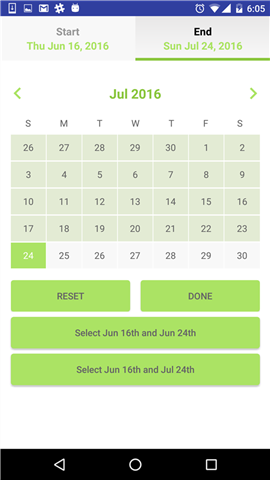 6:05
Start End
Thu Jun 16, 2016 Sun Jul 24, 2016
Jul 2016
S M T W T F S
26 27 28 29 30 1 2
3 4 5 6 7 8 9
10 11 12 13 14 15 16
17 18 19 20 21 22 23
24 25 26 27 28 29 30
RESET DONE
Select Jun 16th and Jun 24th
Select Jun 16th and Jul 24th